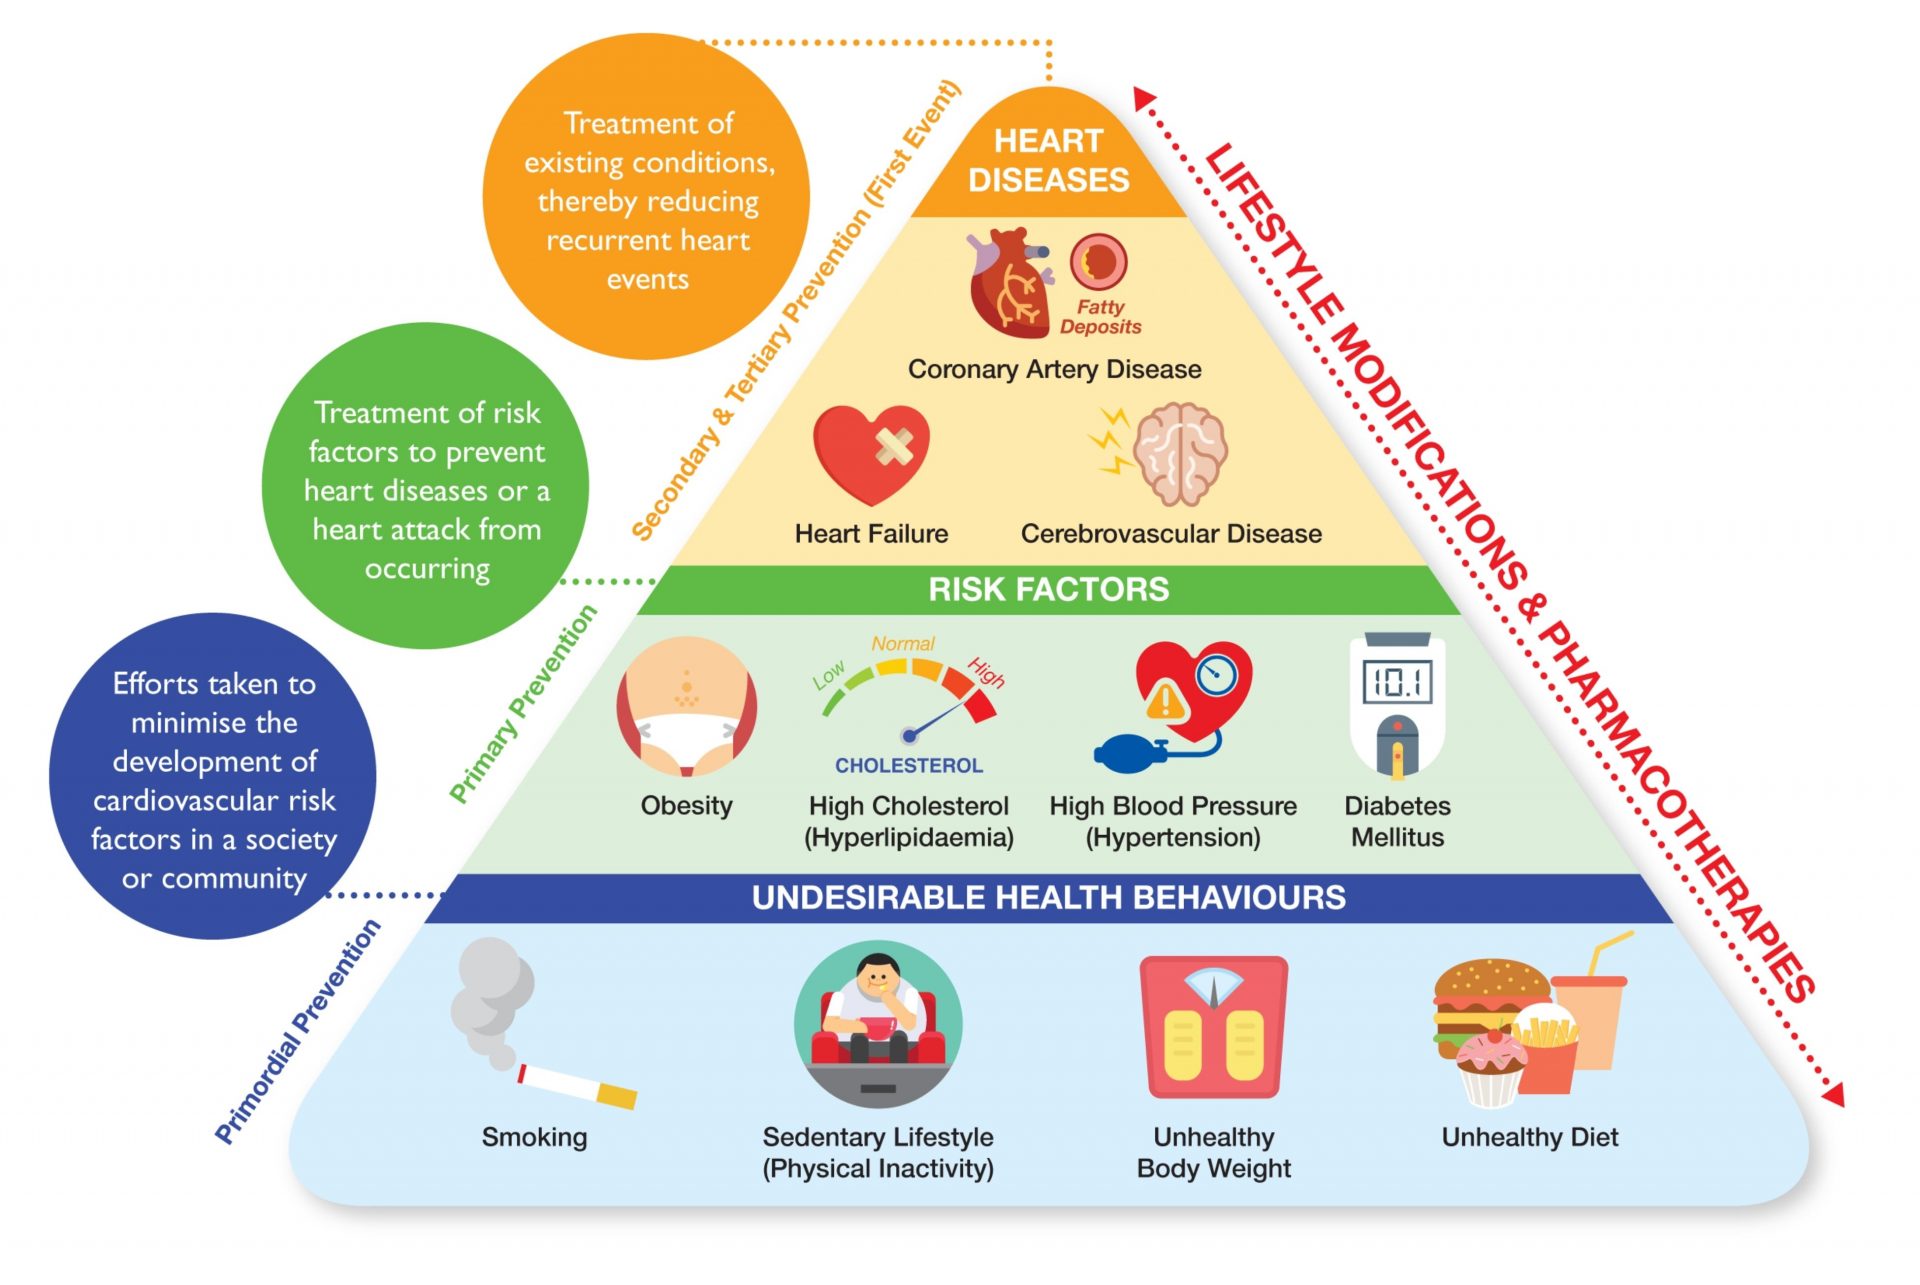 Treatment of
existing conditions,
thereby reducing
recurrent heart
events
Treatment of risk
factors to prevent
heart diseases or a
heart attack from
occurring
Efforts taken to
minimise the
development of
cardiovascular risk
factors in a society
or community
Secondary & Tertiary Prevention (First Event)
Primary Prevention
Primordial Prevention
HEART
DISEASES
Fatty
Deposits
Coronary Artery Disease
Heart Failure
Cerebrovascular Disease
RISK FACTORS
Obesity
Low
Normal
High
CHOLESTEROL
High Cholesterol
(Hyperlipidaemia)
High Blood Pressure
(Hypertension)
10.1
Diabetes
Mellitus
UNDESIRABLE HEALTH BEHAVIOURS
Smoking
Sedentary Lifestyle
(Physical Inactivity)
Unhealthy
Body Weight
Unhealthy Diet
LIFESTYLE MODIFICATIONS & PHARMACOTHERAPIES